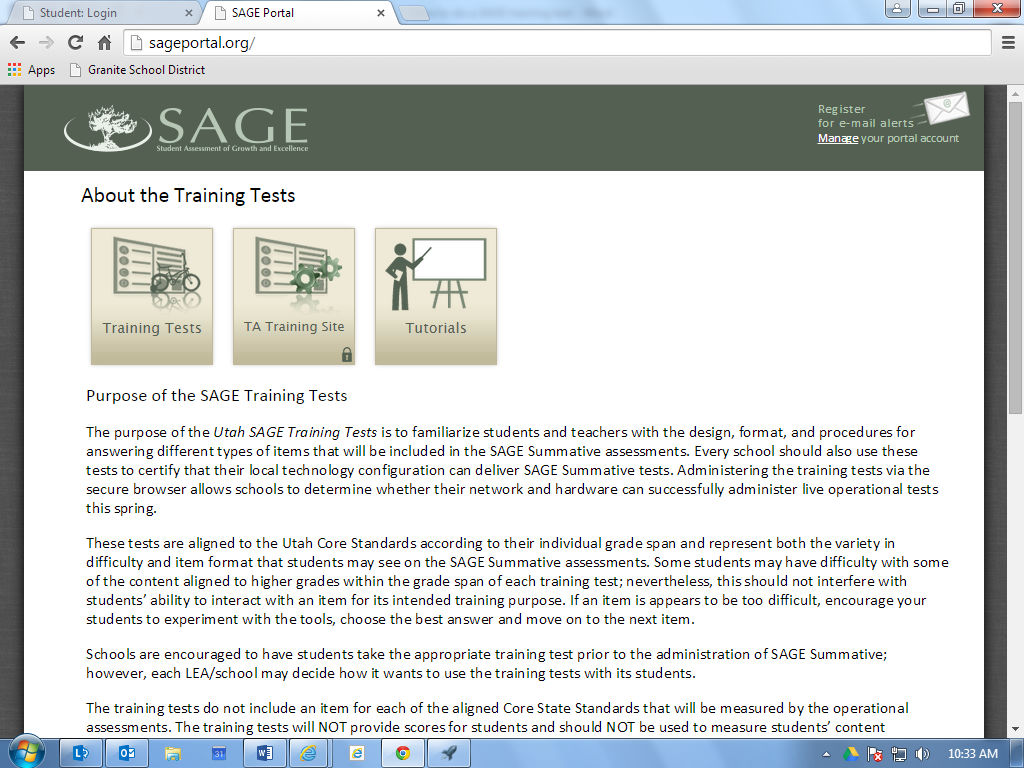 Student: Login
SAGE Portal
sageportal.org/
Apps
Granite School District
SAGE
Student Assessment of Growth and Excellence
Register
for e-mail alerts
Manage your portal account
About the Training Tests
Training Tests
TA Training Site
Tutorials
Purpose of the SAGE Training Tests
The purpose of the Utah SAGE Training Tests is to familiarize students and teachers with the design, format, and procedures for
answering different types of items that will be included in the SAGE Summative assessments. Every school should also use these
tests to certify that their local technology configuration can deliver SAGE Summative tests. Administering the training tests via the
secure browser allows schools to determine whether their network and hardware can successfully administer live operational tests
this spring.
These tests are aligned to the Utah Core Standards according to their individual grade span and represent both the variety in
difficulty and item format that students may see on the SAGE Summative assessments. Some students may have difficulty with some
of the content aligned to higher grades within the grade span of each training test; nevertheless, this should not interfere with
students’ ability to interact with an item for its intended training purpose. If an item is appears to be too difficult, encourage your
students to experiment with the tools, choose the best answer and move on to the next item.
Schools are encouraged to have students take the appropriate training test prior to the administration of SAGE Summative;
however, each LEA/school may decide how it wants to use the training tests with its students.
The training tests do not include an item for each of the aligned Core State Standards that will be measured by the operational
assessments. The training tests will NOT provide scores for students and should NOT be used to measure students’ content
31
10:33 AM